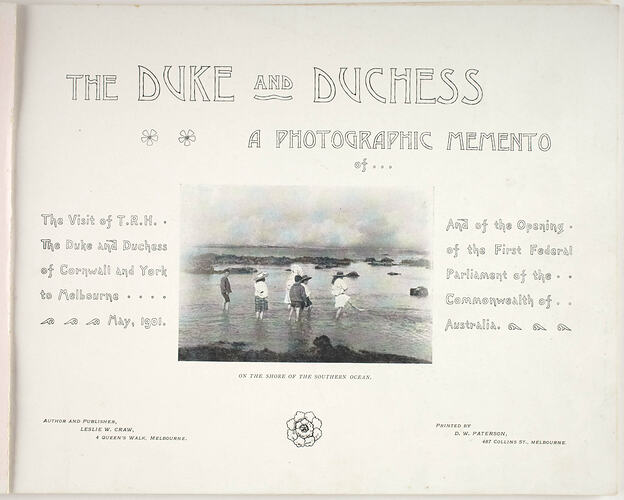 THE DUKE AND DUCHESS
A PHOTOGRAPHIC MEMENTO
of . . .
The Visit of T.R.H. .
The Duke and Duchess
of Cornwall and York
to Melbourne . . . .
May, 1901.
And of the Opening .
of the First Federal
Parliament of the . .
Commonwealth of . .
Australia.
ON THE SHORE OF THE SOUTHERN OCEAN.
AUTHOR AND PUBLISHER,
LESLIE W. CRAW,
4 QUEEN'S WALK, MELBOURNE.
PRINTED BY
D. W. PATERSON,
487 COLLINS ST., MELBOURNE.